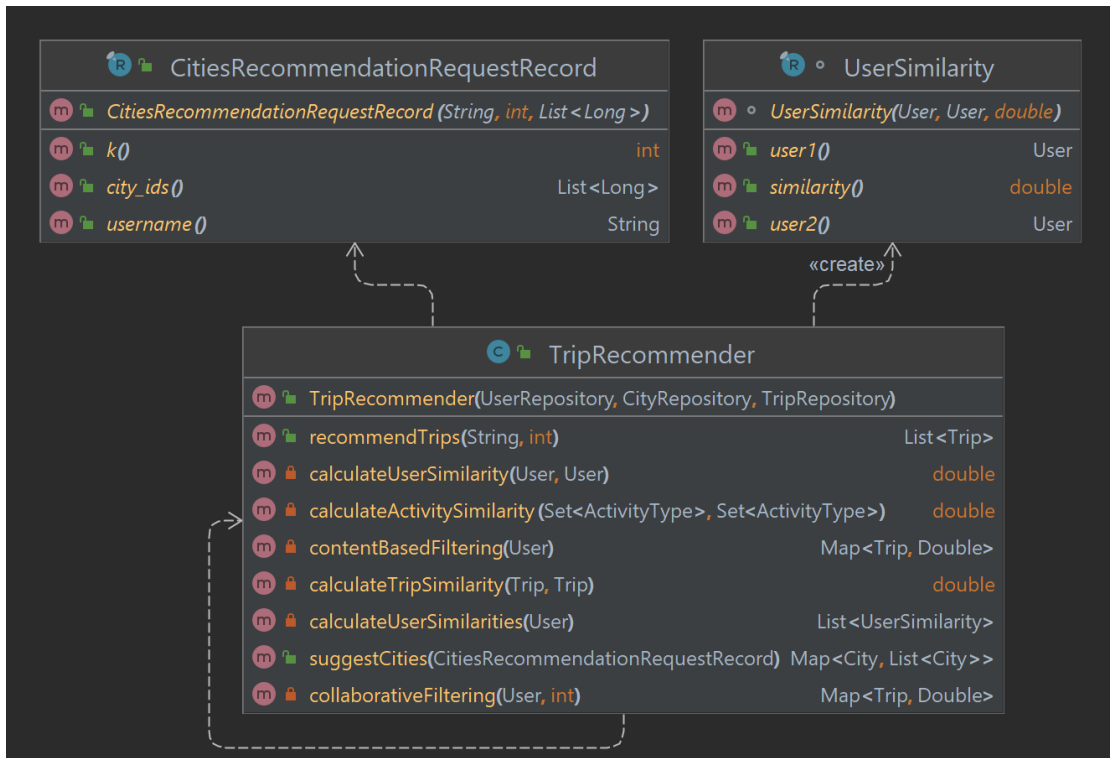 CitiesRecommendationRequestRecord
CitiesRecommendationRequestRecord(String, int, List<Long>)
k() int
city_ids() List<Long>
username() String
UserSimilarity
UserSimilarity(User, User, double)
user1() User
similarity() double
user2() User
«create»
TripRecommender
TripRecommender(UserRepository, CityRepository, TripRepository)
recommendTrips(String, int) List<Trip>
calculateUserSimilarity(User, User) double
calculateActivitySimilarity(Set<ActivityType>, Set<ActivityType>) double
contentBasedFiltering(User) Map<Trip, Double>
calculateTripSimilarity(Trip, Trip) double
calculateUserSimilarities(User) List<UserSimilarity>
suggestCities(CitiesRecommendationRequestRecord) Map<City, List<City>>
collaborativeFiltering(User, int) Map<Trip, Double>